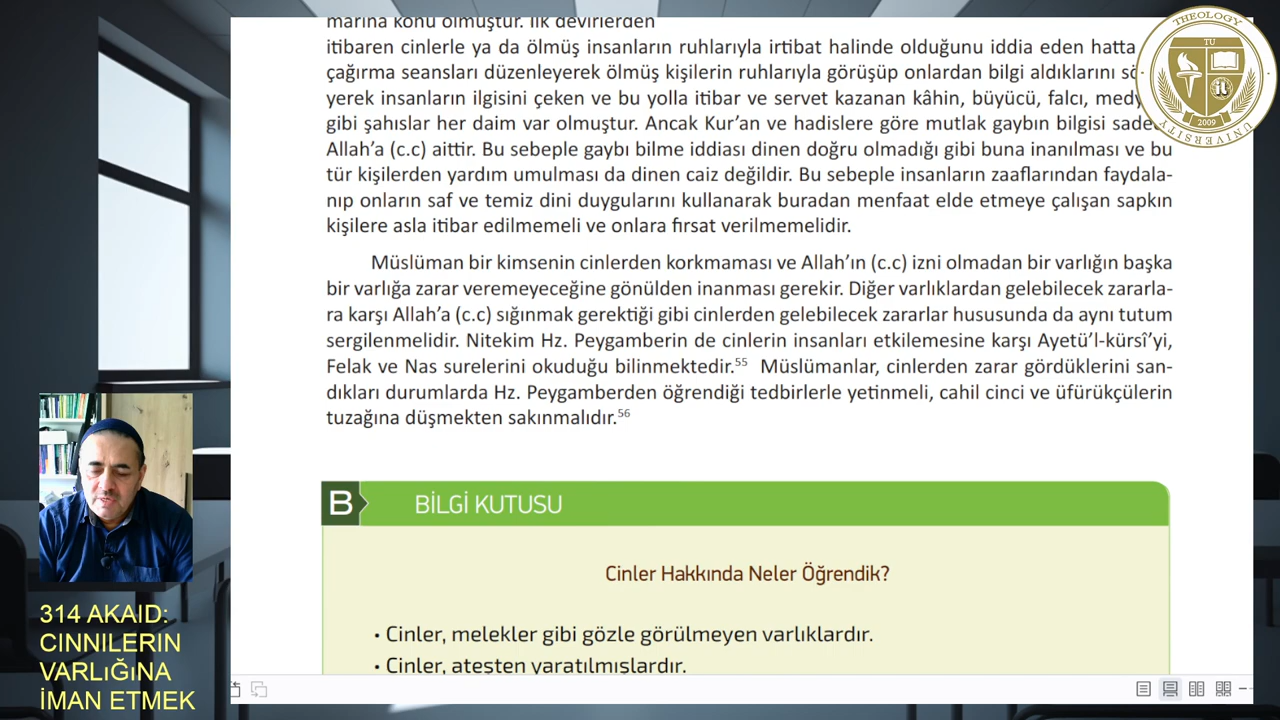 marina konu olmuştur. İlk devirlerden
itibaren cinlerle ya da ölmüş insanların ruhlarıyla irtibat halinde olduğunu iddia eden hatta
çağırma seansları düzenleyerek ölmüş kişilerin ruhlarıyla görüşüp onlardan bilgi aldıklarını sö
yerek insanların ilgisini çeken ve bu yolla itibar ve servet kazanan kâhin, büyücü, falcı, medy
gibi şahıslar her daim var olmuştur. Ancak Kur’an ve hadislere göre mutlak gaybın bilgisi sadec
Allah’a (c.c) aittir. Bu sebeple gaybı bilme iddiası dinen doğru olmadığı gibi buna inanılması ve bu
tür kişilerden yardım umulması da dinen caiz değildir. Bu sebeple insanların zaaflarından faydala-
nıp onların saf ve temiz dini duygularını kullanarak buradan menfaat elde etmeye çalışan sapkın
kişilere asla itibar edilmemeli ve onlara fırsat verilmemelidir.
Müslüman bir kimsenin cinlerden korkmaması ve Allah’ın (c.c) izni olmadan bir varlığın başka
bir varlığa zarar veremeyeceğine gönülden inanması gerekir. Diğer varlıklardan gelebilecek zararla-
ra karşı Allah’a (c.c) sığınmak gerektiği gibi cinlerden gelebilecek zararlar hususunda da aynı tutum
sergilenmelidir. Nitekim Hz. Peygamberin de cinlerin insanları etkilemesine karşı Ayetü’l-kürsî’yi,
Felak ve Nas surelerini okuduğu bilinmektedir.55 Müslümanlar, cinlerden zarar gördüklerini san-
dıkları durumlarda Hz. Peygamberden öğrendiği tedbirlerle yetinmeli, cahil cinci ve üfürükçülerin
tuzağına düşmekten sakınmalıdır.56
B BİLGİ KUTUSU
Cinler Hakkında Neler Öğrendik?
• Cinler, melekler gibi gözle görülmeyen varlıklardır.
• Cinler, ateşten yaratılmışlardır.
314 AKAID:
CINNILERIN
VARLığıNA
İMAN ETMEK
THEOLOGY
TU
UNIVERSITY
2009